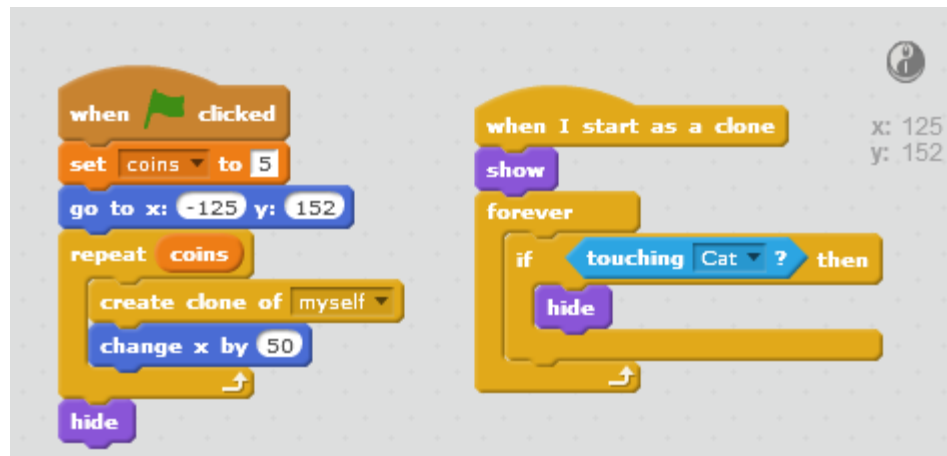 when clicked
set coins to 5
go to x: -125 y: 152
repeat coins
create clone of myself
change x by 50
hide
when I start as a clone
show
forever
if touching Cat ? then
hide
x: 125
y: 152